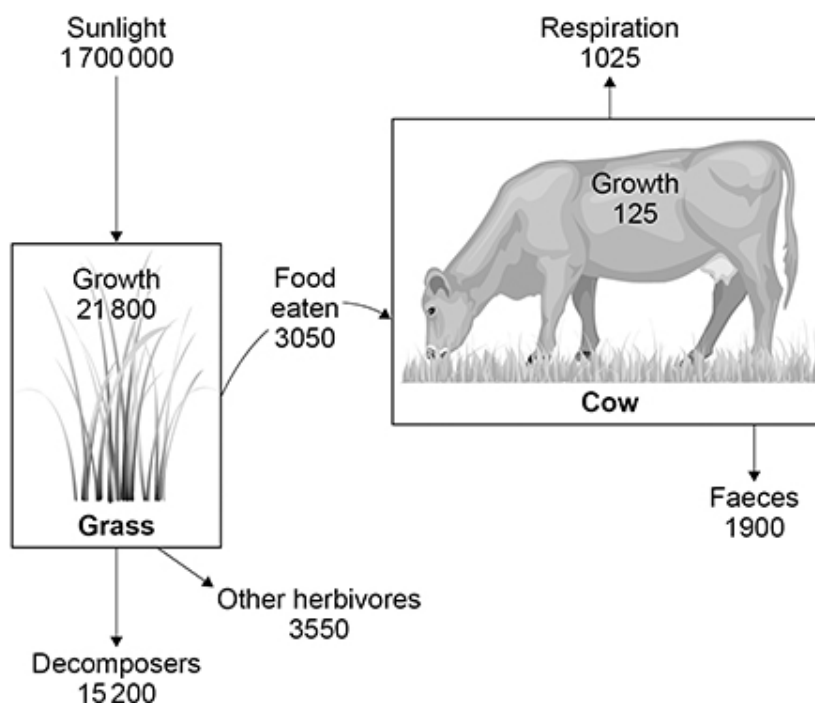 Sunlight
1 700 000
Respiration
1025
Growth
21 800
Food
eaten
3050
Growth
125
Grass
Cow
Faeces
1900
Other herbivores
3550
Decomposers
15 200